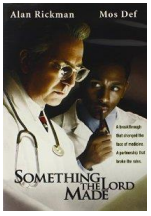 Alan Rickman Mos Def
A breakthrough
that changed the
face of medicine.
A partnership that
broke the rules.
SOMETHING
THE LORD
MADE